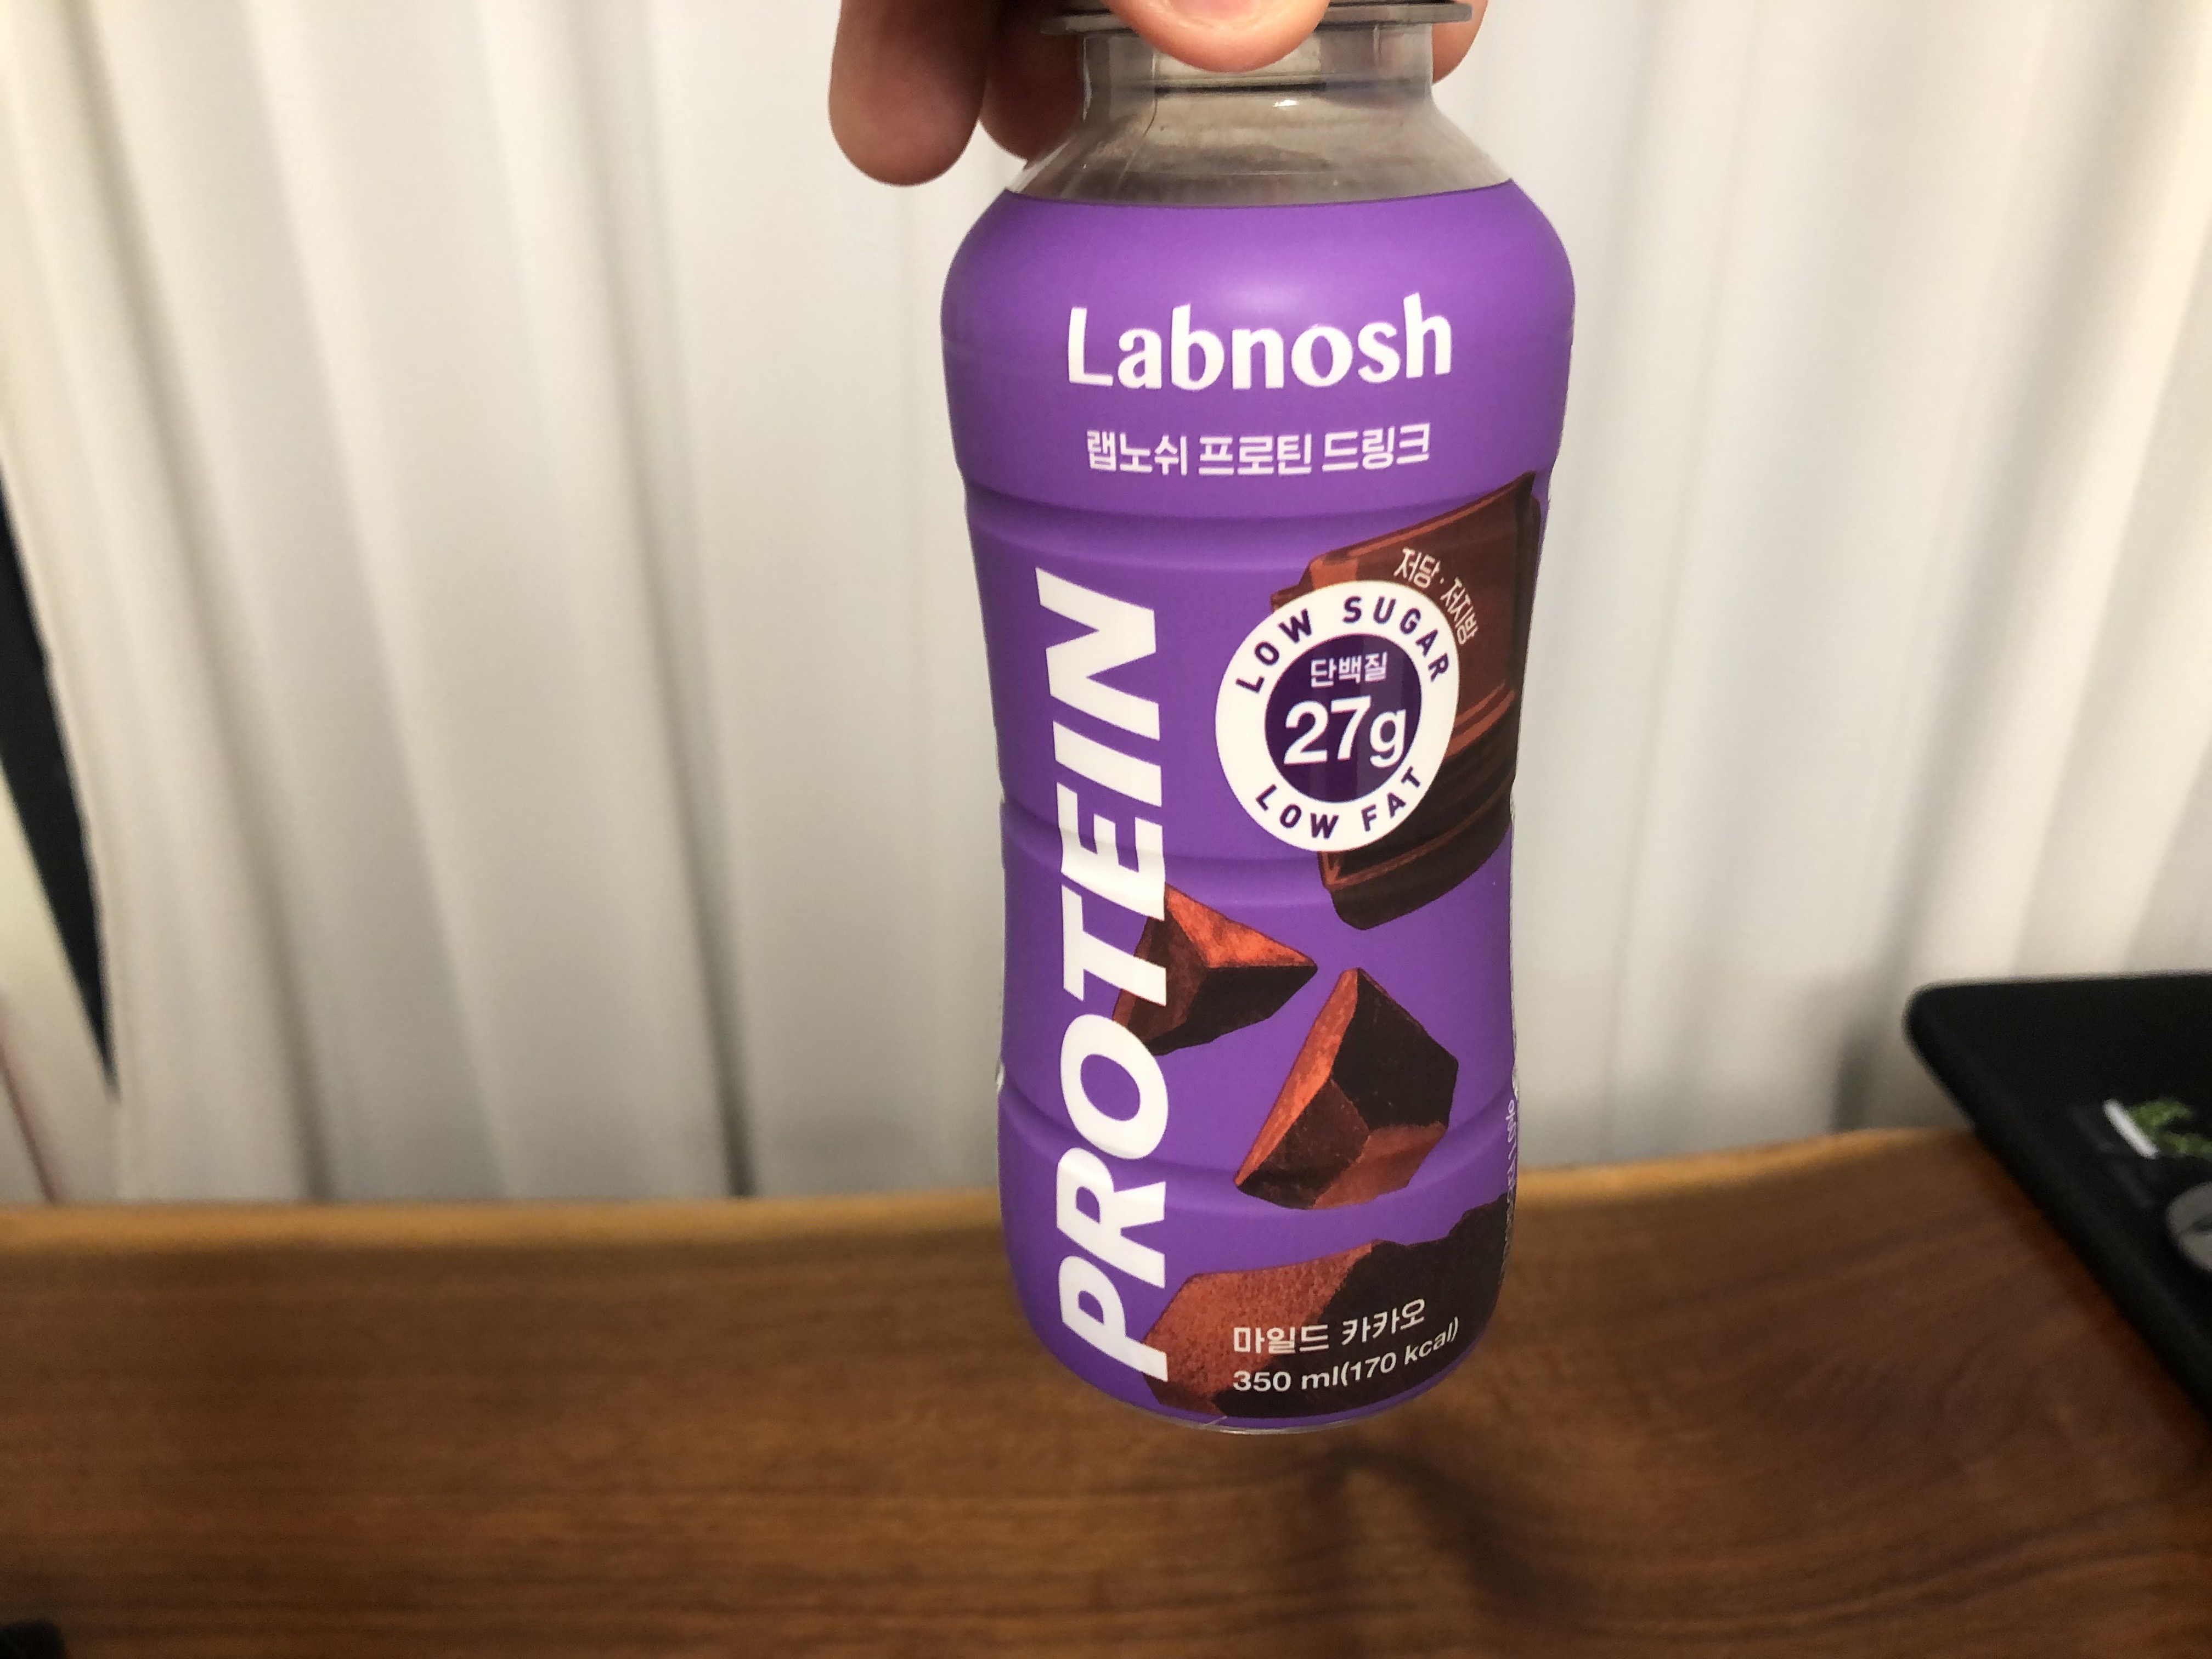 Labnosh
랩노쉬 프로틴 드링크
PROTEIN
저당 · 저지방
LOW SUGAR
단백질
27g
LOW FAT
마일드 카카오
350 ml(170 kcal)